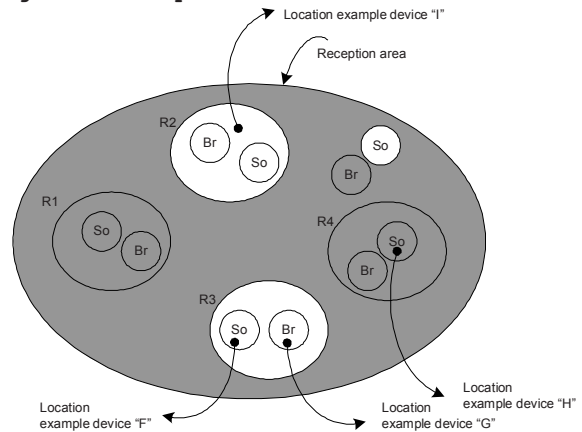 Location
example device “I”
Reception area
R2
Br
So
So
Br
R1
So
Br
R4
So
Br
R3
So
Br
Location
example device “F”
Location
example device “G”
Location
example device “H”